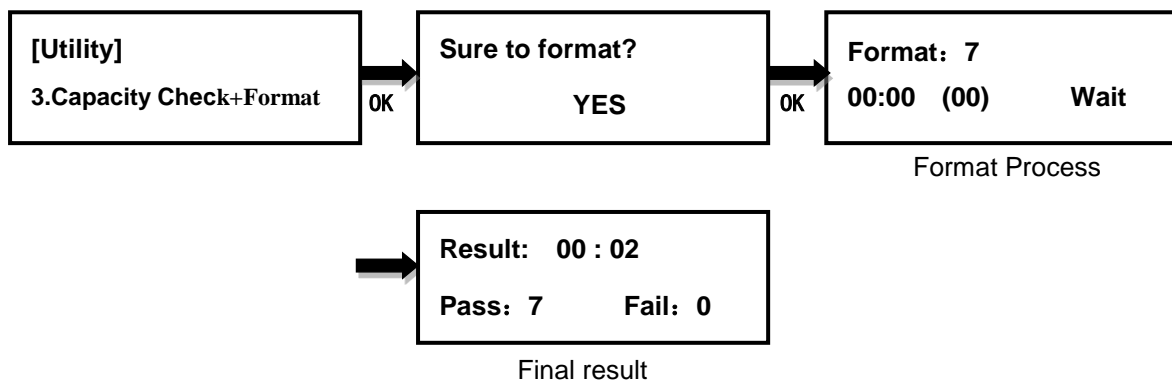 [Utility]
3.Capacity Check+Format
OK
Sure to format?
YES
OK
Format：7
00:00 (00) Wait
Format Process
Result: 00 : 02
Pass：7 Fail：0
Final result